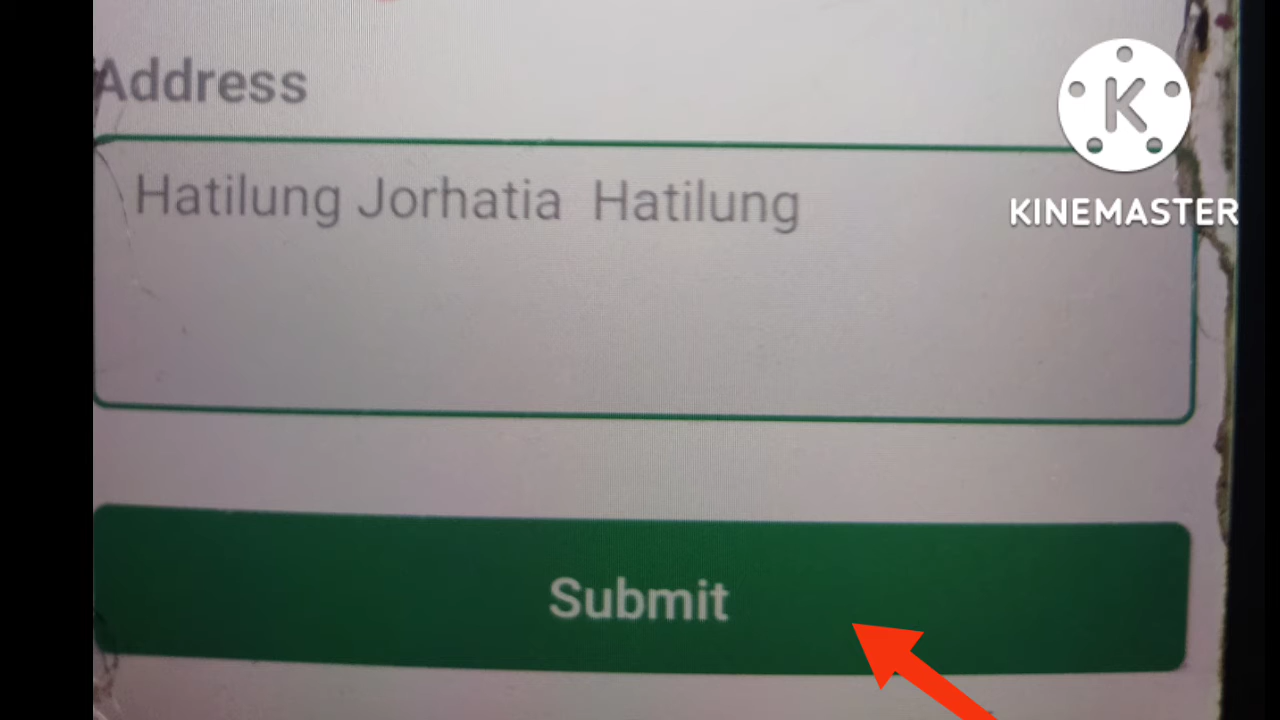 Address
Hatilung Jorhatia Hatilung
K
KINEMASTER
Submit